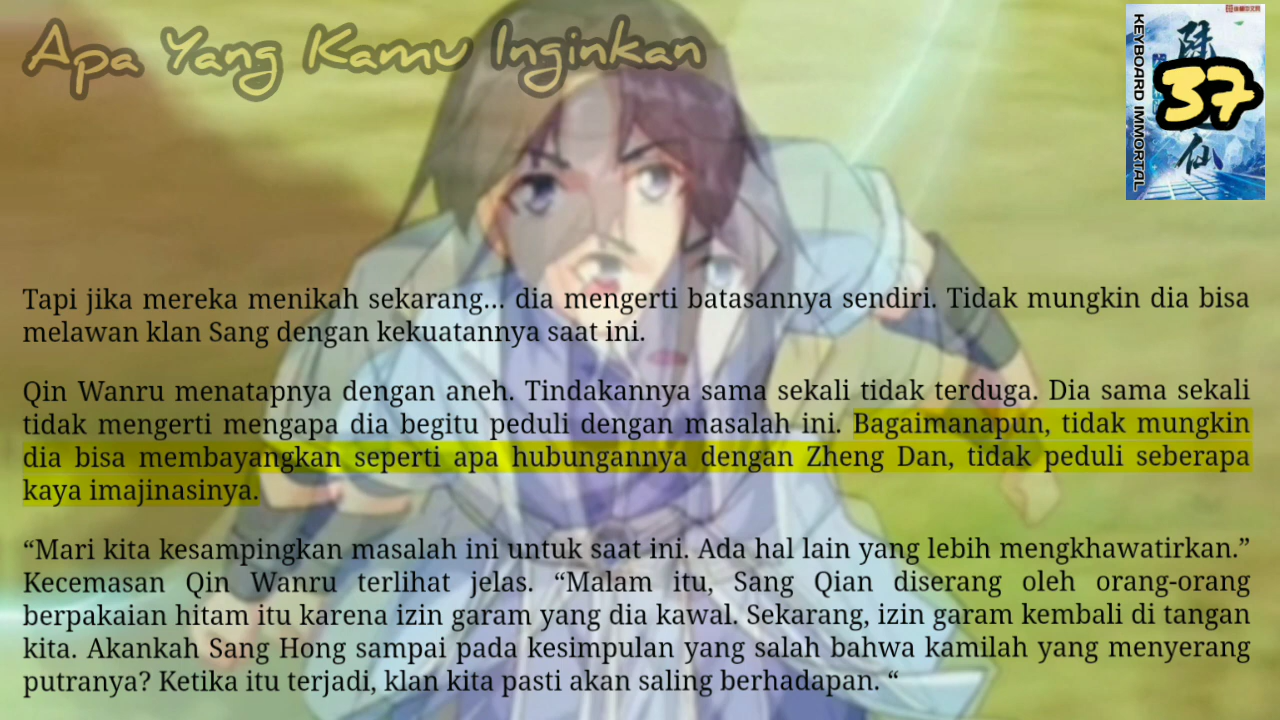 Apa Yang Kamu Inginkan
KEYBOARD IMMORTAL
37
仙
Tapi jika mereka menikah sekarang... dia mengerti batasannya sendiri. Tidak mungkin dia bisa
melawan klan Sang dengan kekuatannya saat ini.
Qin Wanru menatapnya dengan aneh. Tindakannya sama sekali tidak terduga. Dia sama sekali
tidak mengerti mengapa dia begitu peduli dengan masalah ini. Bagaimanapun, tidak mungkin
dia bisa membayangkan seperti apa hubungannya dengan Zheng Dan, tidak peduli seberapa
kaya imajinasinya.
“Mari kita kesampingkan masalah ini untuk saat ini. Ada hal lain yang lebih mengkhawatirkan.”
Kecemasan Qin Wanru terlihat jelas. “Malam itu, Sang Qian diserang oleh orang-orang
berpakaian hitam itu karena izin garam yang dia kawal. Sekarang, izin garam kembali di tangan
kita. Akankah Sang Hong sampai pada kesimpulan yang salah bahwa kamilah yang menyerang
putranya? Ketika itu terjadi, klan kita pasti akan saling berhadapan. “